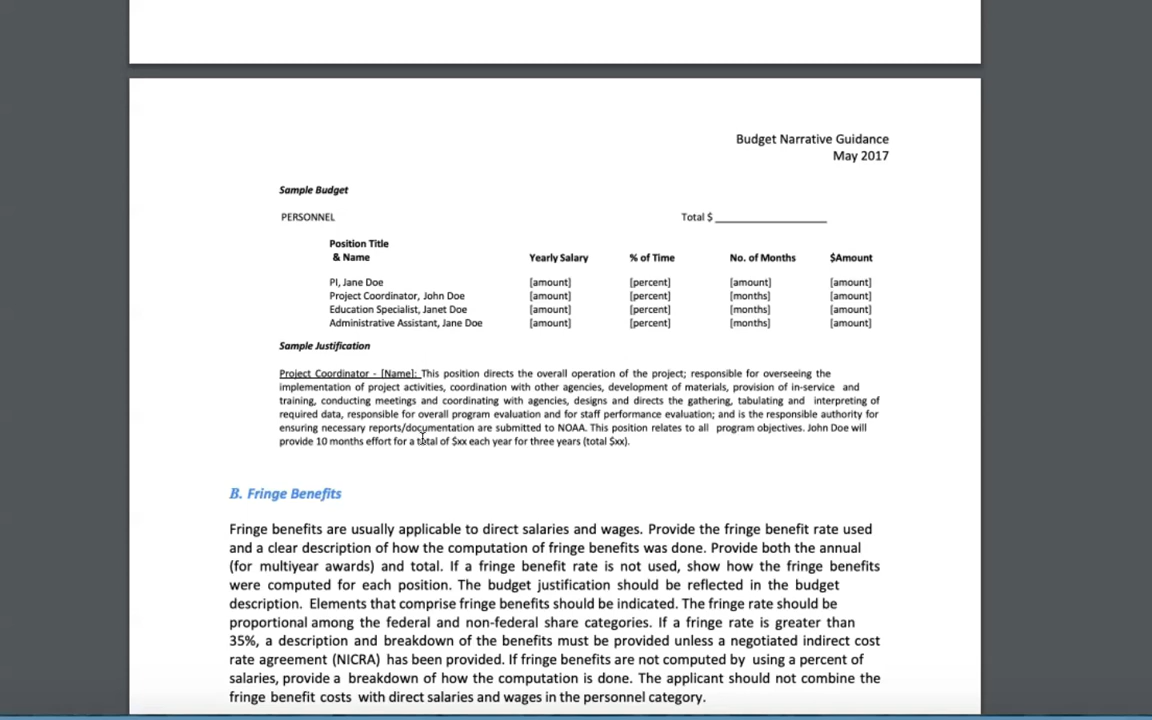 Budget Narrative Guidance
May 2017
Sample Budget
PERSONNEL Total $ ____________________
Position Title
& Name Yearly Salary % of Time No. of Months $Amount
PI, Jane Doe [amount] [percent] [amount] [amount]
Project Coordinator, John Doe [amount] [percent] [months] [amount]
Education Specialist, Janet Doe [amount] [percent] [months] [amount]
Administrative Assistant, Jane Doe [amount] [percent] [months] [amount]
Sample Justification
Project Coordinator - [Name]: This position directs the overall operation of the project; responsible for overseeing the
implementation of project activities, coordination with other agencies, development of materials, provision of in-service and
training, conducting meetings and coordinating with agencies, designs and directs the gathering, tabulating and interpreting of
required data, responsible for overall program evaluation and for staff performance evaluation; and is the responsible authority for
ensuring necessary reports/documentation are submitted to NOAA. This position relates to all program objectives. John Doe will
provide 10 months effort for a total of $xx each year for three years (total $xx).
B. Fringe Benefits
Fringe benefits are usually applicable to direct salaries and wages. Provide the fringe benefit rate used
and a clear description of how the computation of fringe benefits was done. Provide both the annual
(for multiyear awards) and total. If a fringe benefit rate is not used, show how the fringe benefits
were computed for each position. The budget justification should be reflected in the budget
description. Elements that comprise fringe benefits should be indicated. The fringe rate should be
proportional among the federal and non-federal share categories. If a fringe rate is greater than
35%, a description and breakdown of the benefits must be provided unless a negotiated indirect cost
rate agreement (NICRA) has been provided. If fringe benefits are not computed by using a percent of
salaries, provide a breakdown of how the computation is done. The applicant should not combine the
fringe benefit costs with direct salaries and wages in the personnel category.